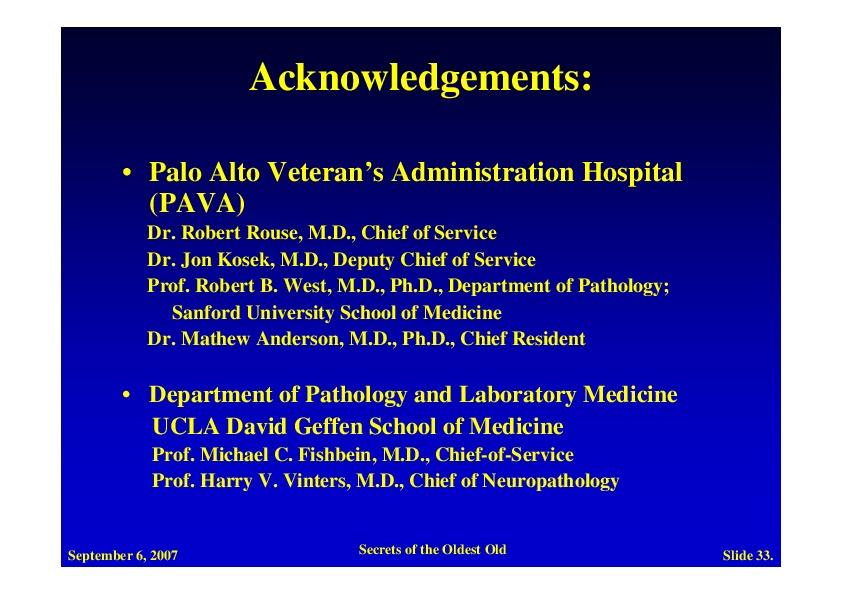 Acknowledgements:
• Palo Alto Veteran's Administration Hospital
(PAVA)
Dr. Robert Rouse, M.D., Chief of Service
Dr. Jon Kosek, M.D., Deputy Chief of Service
Prof. Robert B. West, M.D., Ph.D., Department of Pathology;
Sanford University School of Medicine
Dr. Mathew Anderson, M.D., Ph.D., Chief Resident
• Department of Pathology and Laboratory Medicine
UCLA David Geffen School of Medicine
Prof. Michael C. Fishbein, M.D., Chief-of-Service
Prof. Harry V. Vinters, M.D., Chief of Neuropathology
September 6, 2007
Secrets of the Oldest Old
Slide 33.